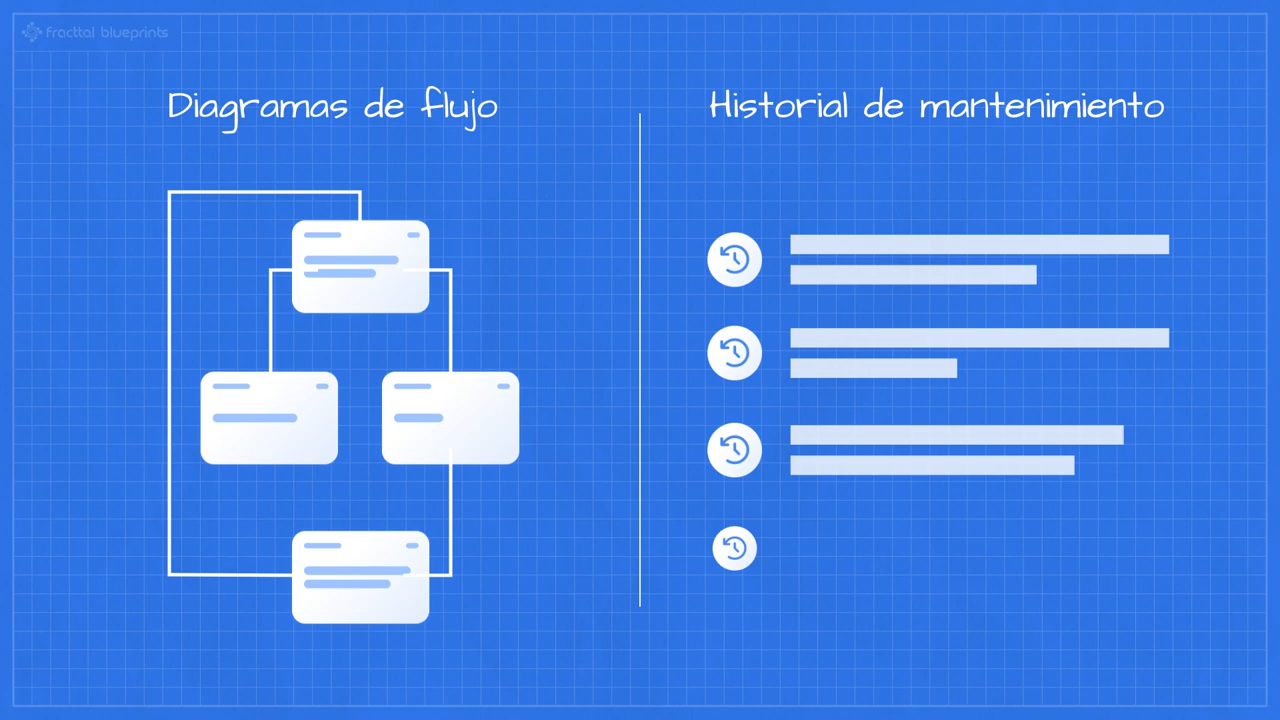 fracttal blueprints
Diagramas de flujo
Historial de mantenimiento